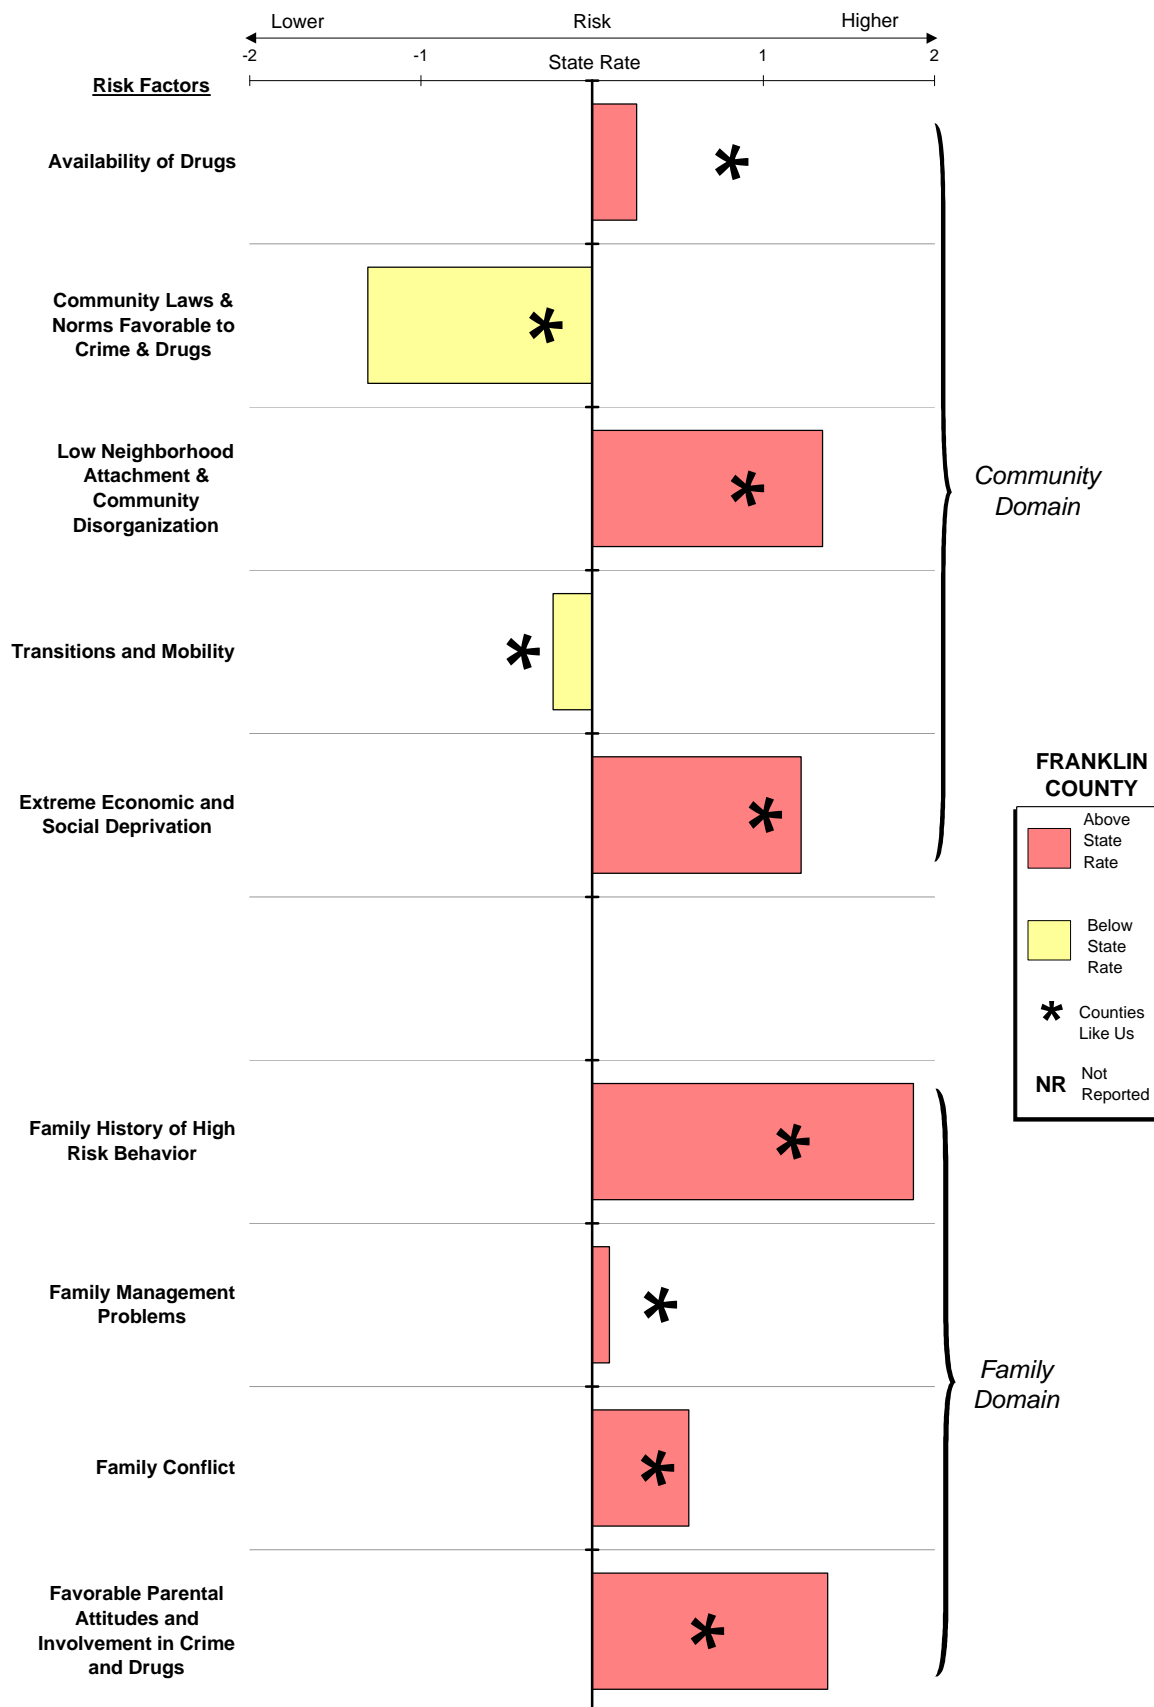 Lower Risk Higher
-2 -1 1 2
State Rate
Risk Factors
Availability of Drugs
*
Community Laws &
Norms Favorable to
Crime & Drugs
*
Low Neighborhood
Attachment &
Community
Disorganization
*
Community
Domain
Transitions and Mobility
*
Extreme Economic and
Social Deprivation
*
FRANKLIN
COUNTY
Above
State
Rate
Below
State
Rate
* Counties
Like Us
NR Not
Reported
Family History of High
Risk Behavior
*
Family Management
Problems
*
Family
Domain
Family Conflict
*
Favorable Parental
Attitudes and
Involvement in Crime
and Drugs
*